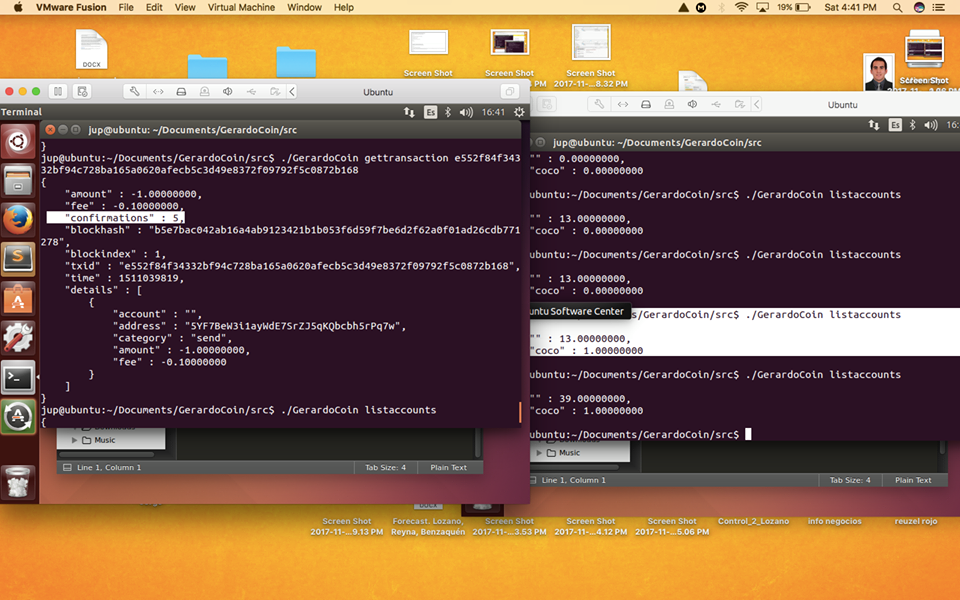 VMware Fusion File Edit View Virtual Machine Window Help
19% Sat 4:41 PM
DOCX
Screen Shot
Screen Shot
Screen Shot
Screen Shot
PM
2017-11-...8.32 PM
2017-11-...8.96 PM
Ubuntu
Terminal
Es
16:41
jup@ubuntu: ~/Documents/GerardoCoin/src
}
jup@ubuntu:~/Documents/GerardoCoin/src$ ./GerardoCoin gettransaction e552f84f343
32bf94c728ba165a0620afecb5c3d49e8372f09792f5c0872b168
{
"amount" : -1.00000000,
"fee" : -0.10000000,
"confirmations" : 5,
"blockhash" : "b5e7bac042ab16a4ab9123421b1b053f6d59f7be6d2f62a0f01ad26cdb771
278",
"blockindex" : 1,
"txid" : "e552f84f34332bf94c728ba165a0620afecb5c3d49e8372f09792f5c0872b168",
"time" : 1511039819,
"details" : [
{
"account" : "",
"address" : "5YF7BeW3i1ayWdE7SrZJ5qKQbcbh5rPq7w",
"category" : "send",
"amount" : -1.00000000,
"fee" : -0.10000000
}
]
}
jup@ubuntu:~/Documents/GerardoCoin/src$ ./GerardoCoin listaccounts
{
Music
Line 1, Column 1
Tab Size: 4
Plain Text
Ubuntu
Es
16:
jup@ubuntu: ~/Documents/GerardoCoin/src
"" : 0.00000000,
"coco" : 0.00000000
ubuntu:~/Documents/GerardoCoin/src$ ./GerardoCoin listaccounts
"" : 13.00000000,
"coco" : 0.00000000
ubuntu:~/Documents/GerardoCoin/src$ ./GerardoCoin listaccounts
"" : 13.00000000,
"coco" : 0.00000000
untu Software Center
s/GerardoCoin/src$ ./GerardoCoin listaccounts
"" : 13.00000000,
"coco" : 1.00000000
ubuntu:~/Documents/GerardoCoin/src$ ./GerardoCoin listaccounts
"" : 39.00000000,
"coco" : 1.00000000
ubuntu:~/Documents/GerardoCoin/src$
Music
Line 1, Column 1
Tab Size: 4
Plain Text
DOCX
Screen Shot
2017-11-...9.13 PM
Forecast. Lozano,
Reyna, Benzaquén
Screen Shot
2017-11-...3.53 PM
Screen Shot
2017-11-...4.12 PM
Screen Shot
2017-11-...5.06 PM
Control_2_Lozano
info negocios
reuzel rojo